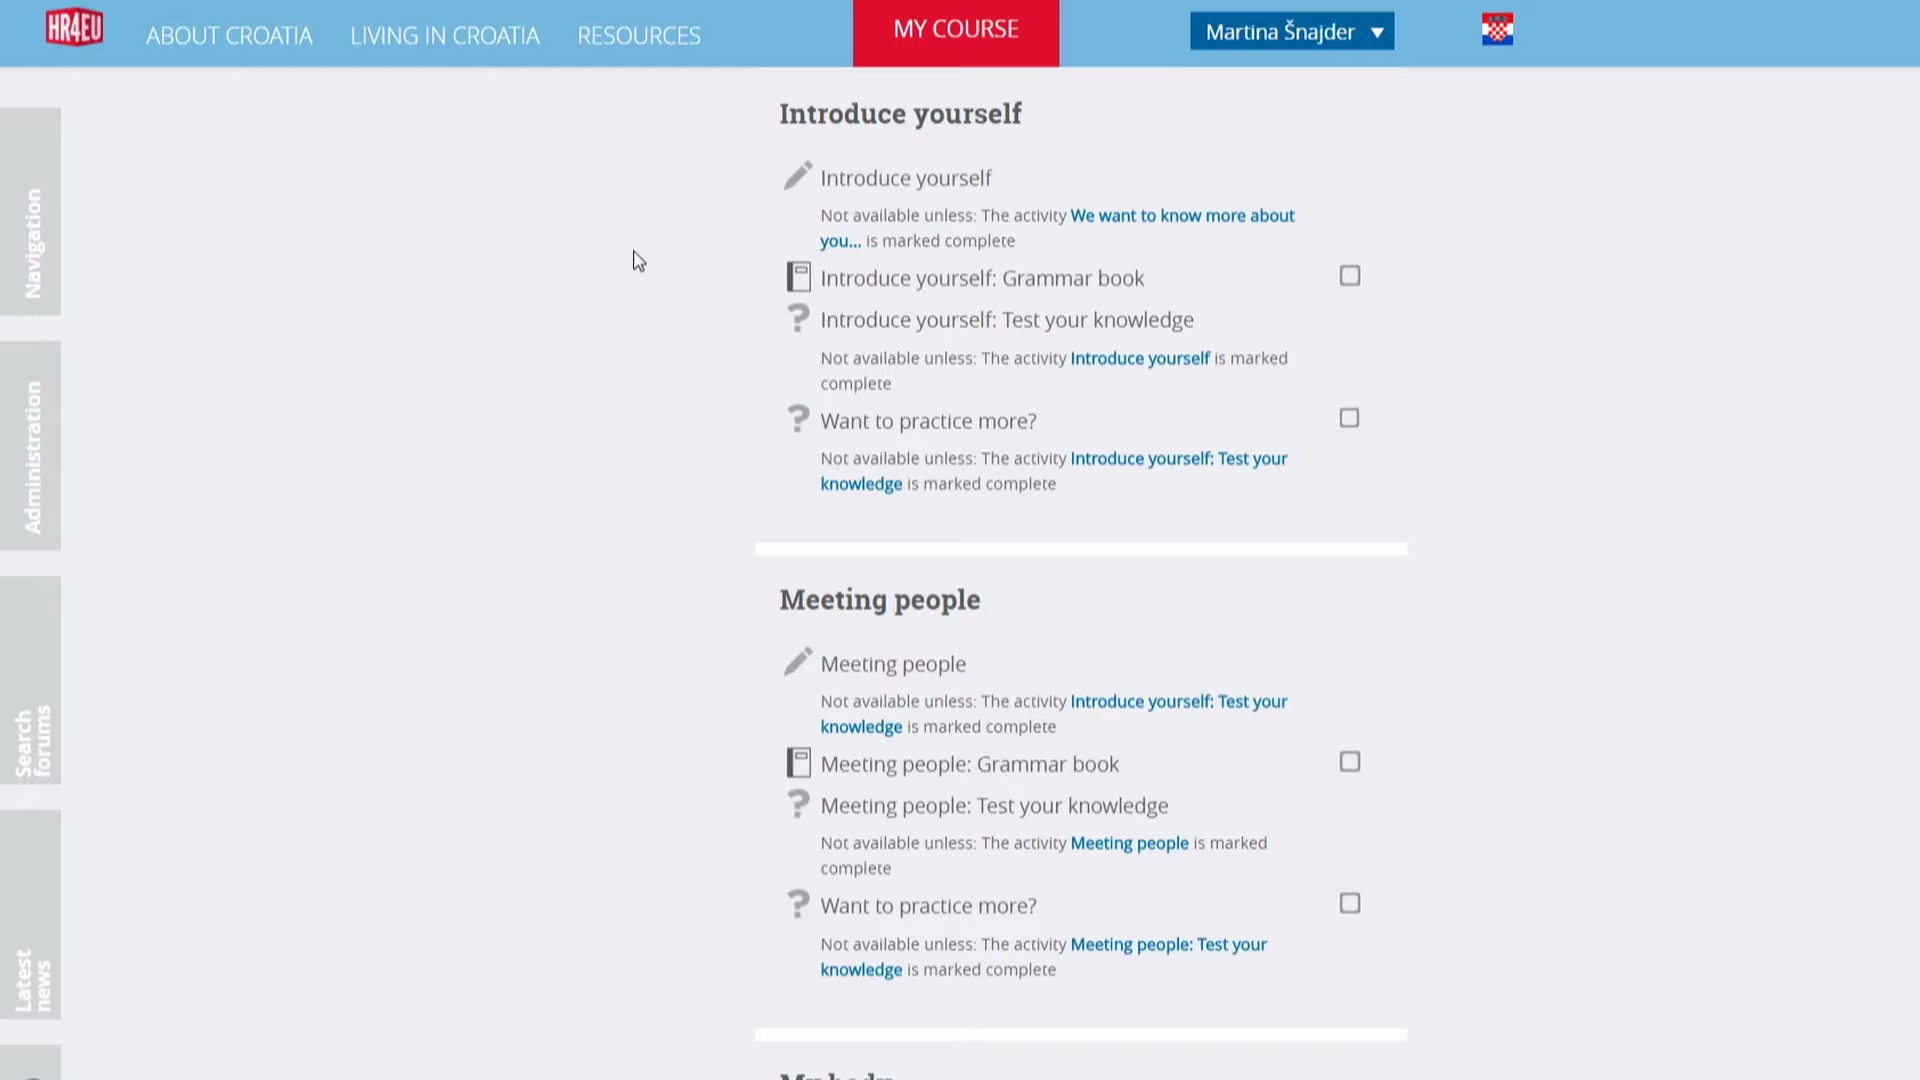 HR4EU
ABOUT CROATIA
LIVING IN CROATIA
RESOURCES
MY COURSE
Martina Šnajder
Navigation
Administration
Search
forums
Latest
news
Introduce yourself
Introduce yourself
Not available unless: The activity We want to know more about
you... is marked complete
Introduce yourself: Grammar book
Introduce yourself: Test your knowledge
Not available unless: The activity Introduce yourself is marked
complete
Want to practice more?
Not available unless: The activity Introduce yourself: Test your
knowledge is marked complete
Meeting people
Meeting people
Not available unless: The activity Introduce yourself: Test your
knowledge is marked complete
Meeting people: Grammar book
Meeting people: Test your knowledge
Not available unless: The activity Meeting people is marked
complete
Want to practice more?
Not available unless: The activity Meeting people: Test your
knowledge is marked complete
My body